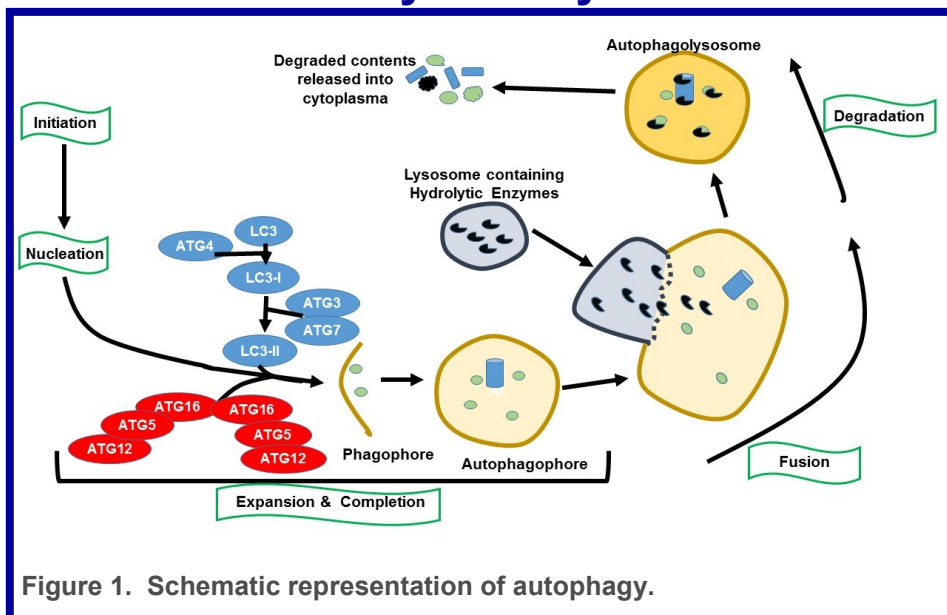 Degraded contents
released into
cytoplasma
Autophagolysosome
Initiation
Degradation
Lysosome containing
Hydrolytic Enzymes
Nucleation
LC3
ATG4
LC3-I
ATG3
ATG7
LC3-II
ATG16
ATG16
ATG5
ATG5
ATG12
ATG12
Phagophore
Autophagophore
Fusion
Expansion & Completion
Figure 1. Schematic representation of autophagy.